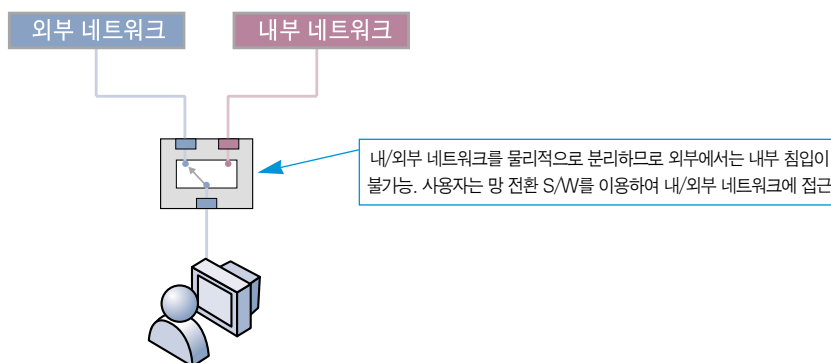 외부 네트워크
내부 네트워크
내/외부 네트워크를 물리적으로 분리하므로 외부에서는 내부 침입이
불가능. 사용자는 망 전환 S/W를 이용하여 내/외부 네트워크에 접근